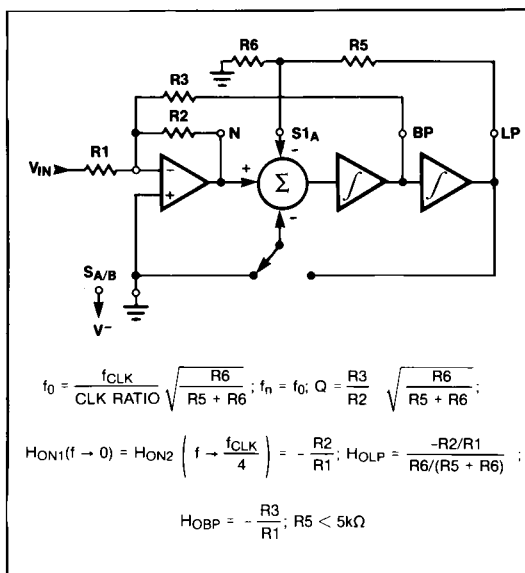 R6
R5
R3
R2
N
S1A
BP
LP
VIN
R1
−
+
+
Σ
−
−
∫
∫
SA/B
V−
f0 = fCLK / CLK RATIO √(R6 / R5 + R6) ; fn = f0; Q = R3 / R2 √(R6 / R5 + R6) ;
HON1(f → 0) = HON2 (f → fCLK / 4) = − R2 / R1 ; HOLP = −R2/R1 / R6/(R5 + R6) ;
HOBP = − R3 / R1 ; R5 < 5kΩ